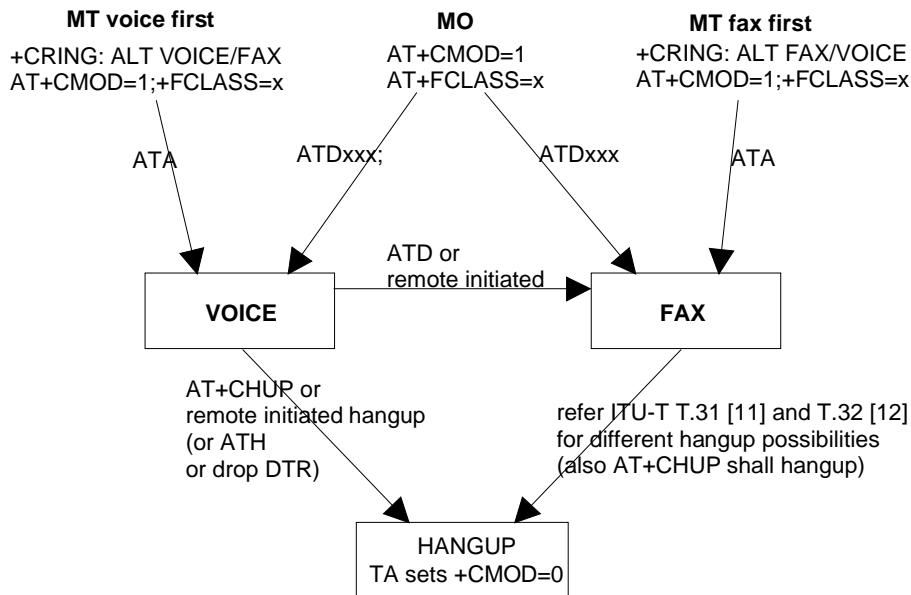 MT voice first
+CRING: ALT VOICE/FAX
AT+CMOD=1;+FCLASS=x
MO
AT+CMOD=1
AT+FCLASS=x
MT fax first
+CRING: ALT FAX/VOICE
AT+CMOD=1;+FCLASS=x
ATA
ATDxxx;
ATDxxx
ATA
ATD or
remote initiated
VOICE
FAX
AT+CHUP or
remote initiated hangup
(or ATH
or drop DTR)
refer ITU-T T.31 [11] and T.32 [12]
for different hangup possibilities
(also AT+CHUP shall hangup)
HANGUP
TA sets +CMOD=0